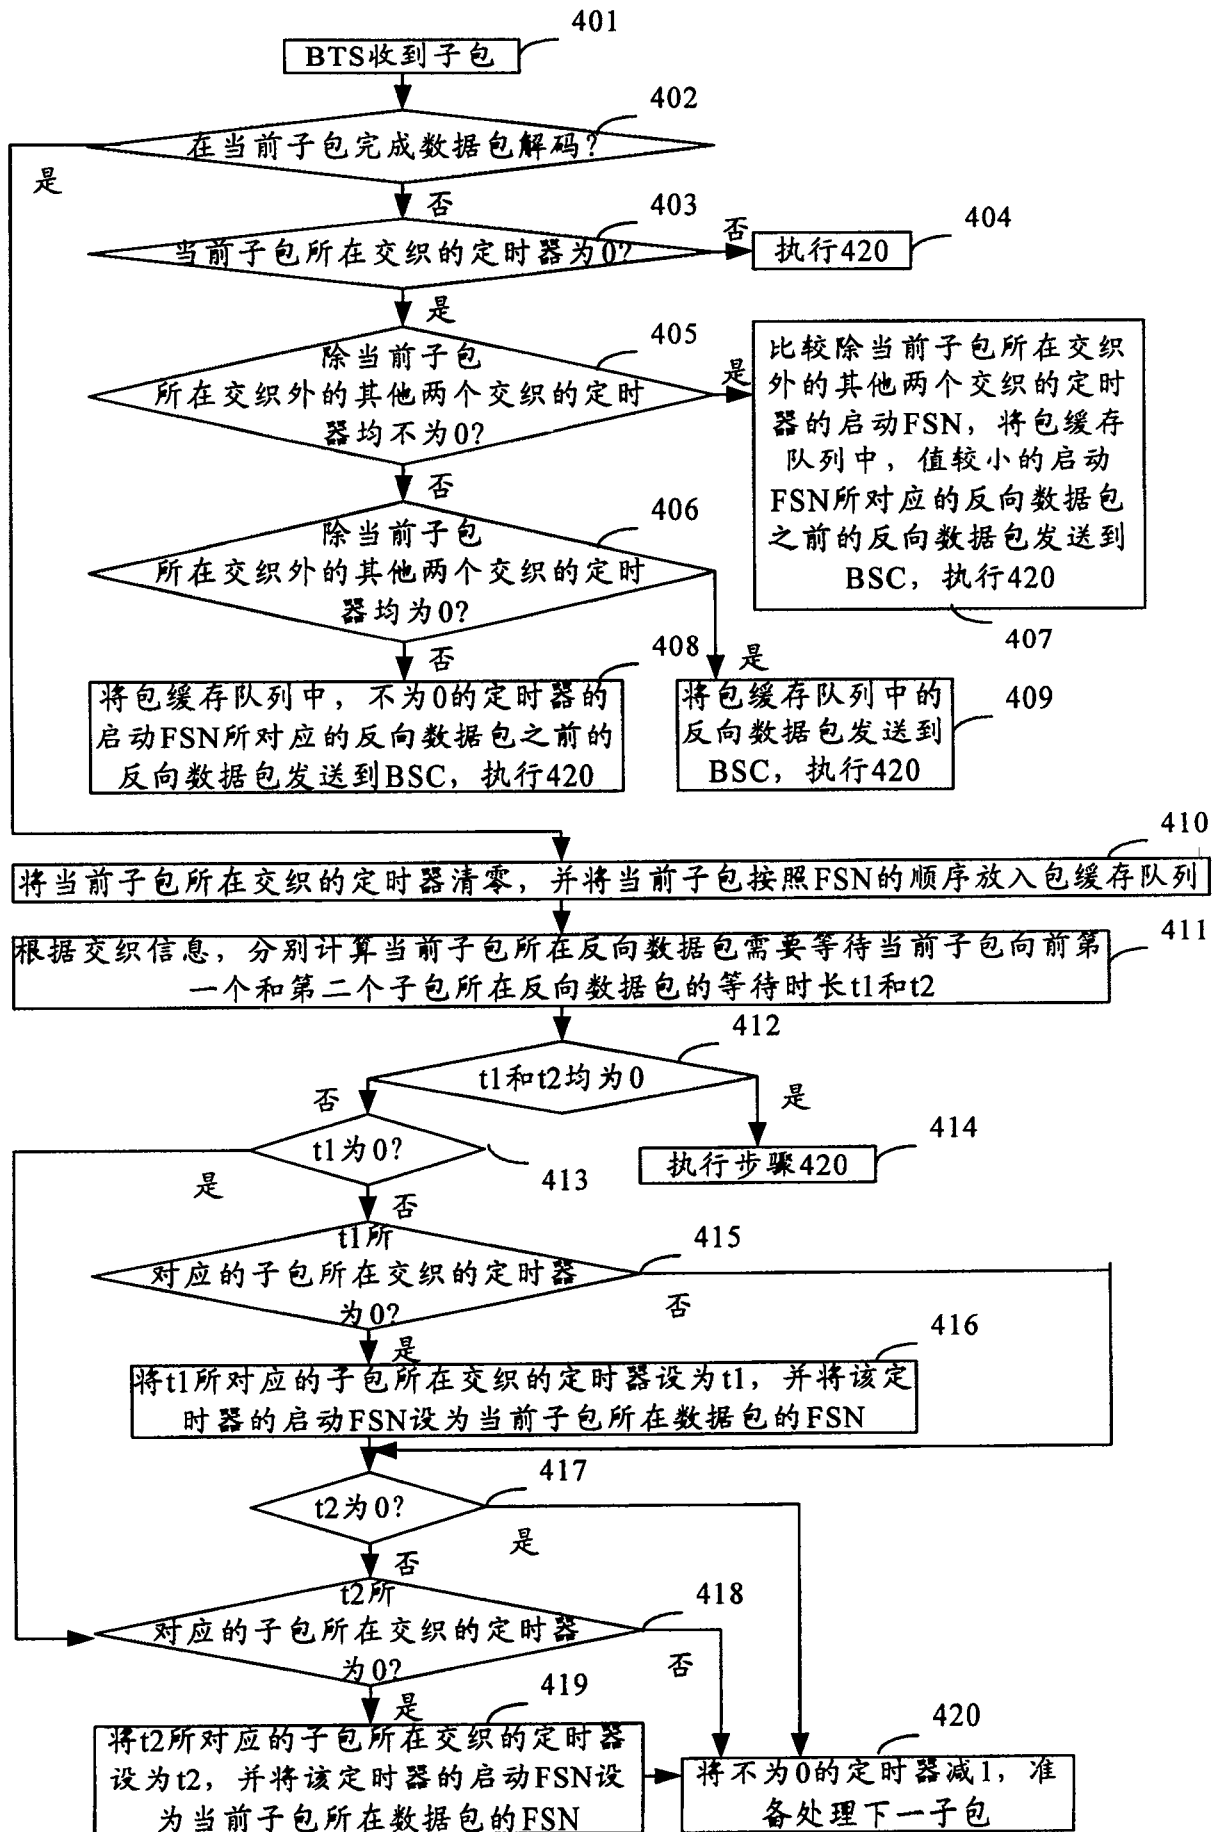 401
BTS收到子包
402
在当前子包完成数据包解码?
是
否
403
当前子包所在交织的定时器为0?
否
404
执行420
是
405
除当前子包
所在交织外的其他两个交织的定时
器均不为0?
是
比较除当前子包所在交织
外的其他两个交织的定时
器的启动FSN，将包缓存
队列中，值较小的启动
FSN所对应的反向数据包
之前的反向数据包发送到
BSC，执行420
407
否
406
除当前子包
所在交织外的其他两个交织的定时
器均为0?
否
408
是
将包缓存队列中，不为0的定时器的
启动FSN所对应的反向数据包之前的
反向数据包发送到BSC，执行420
409
将包缓存队列中的
反向数据包发送到
BSC，执行420
410
将当前子包所在交织的定时器清零，并将当前子包按照FSN的顺序放入包缓存队列
411
根据交织信息，分别计算当前子包所在反向数据包需要等待当前子包向前第
一个和第二个子包所在反向数据包的等待时长t1和t2
412
t1和t2均为0
否
是
413
t1为0?
414
执行步骤420
是
否
415
t1所
对应的子包所在交织的定时器
为0?
否
是
416
将t1所对应的子包所在交织的定时器设为t1，并将该定
时器的启动FSN设为当前子包所在数据包的FSN
417
t2为0?
是
否
418
t2所
对应的子包所在交织的定时器
为0?
否
是
419
将t2所对应的子包所在交织的定时器
设为t2，并将该定时器的启动FSN设
为当前子包所在数据包的FSN
420
将不为0的定时器减1，准
备处理下一子包